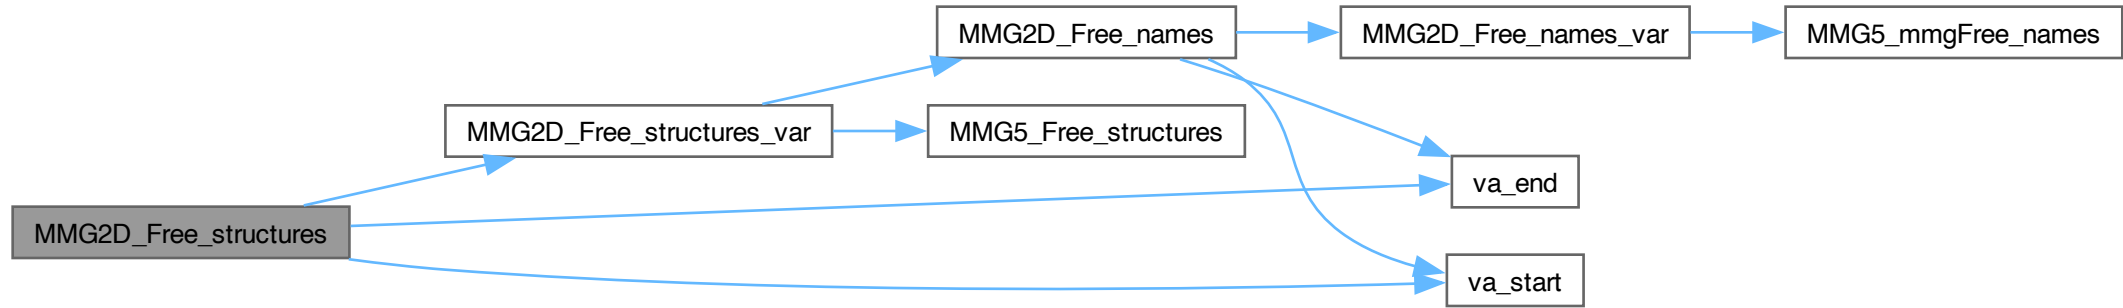 MMG2D_Free_names
MMG2D_Free_names_var
MMG5_mmgFree_names
MMG2D_Free_structures_var
MMG5_Free_structures
va_end
MMG2D_Free_structures
va_start